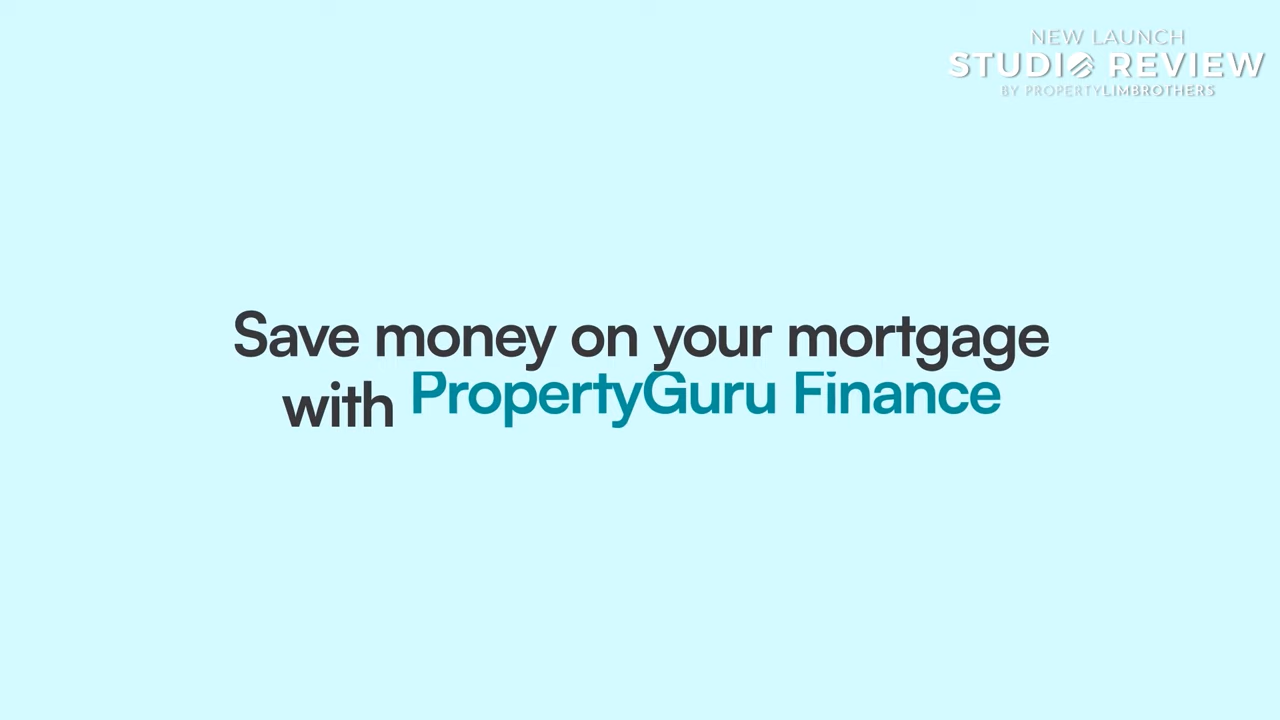 NEW LAUNCH
STUDIO REVIEW
BY PROPERTYLIMBROTHERS
Save money on your mortgage
with PropertyGuru Finance